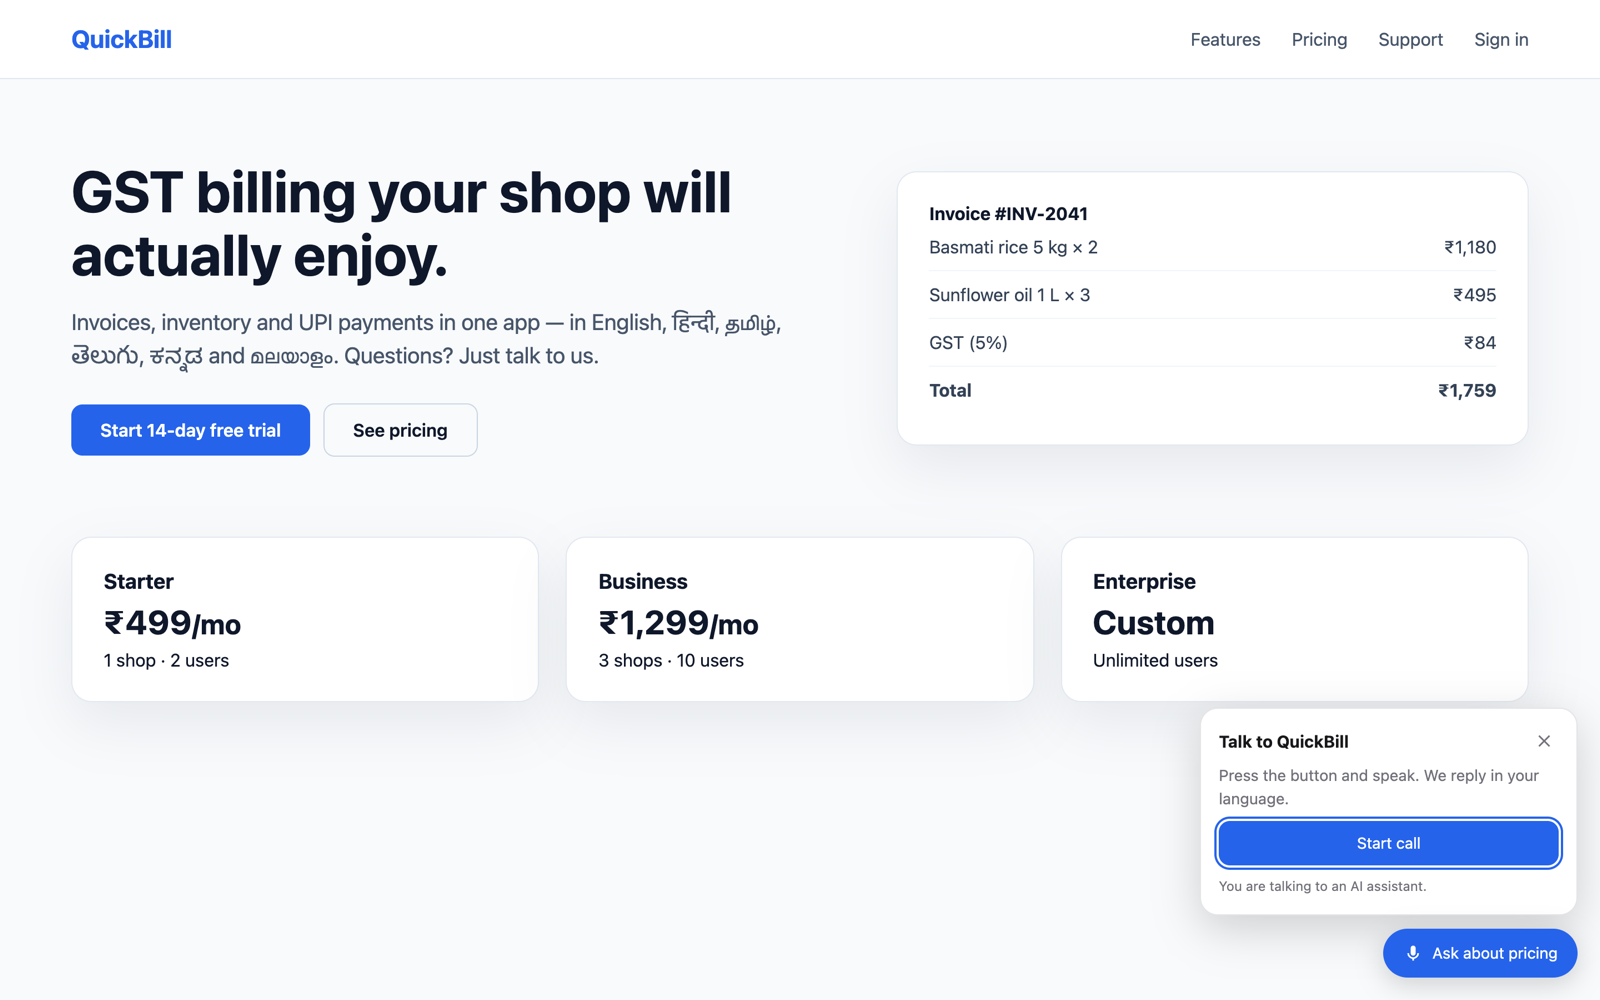 QuickBill
Features
Pricing
Support
Sign in
GST billing your shop will
actually enjoy.
Invoices, inventory and UPI payments in one app — in English, हिन्दी, தமிழ்,
తెలుగు, ಕನ್ನಡ and മലയാളം. Questions? Just talk to us.
Start 14-day free trial
See pricing
Invoice #INV-2041
Basmati rice 5 kg × 2 ₹1,180
Sunflower oil 1 L × 3 ₹495
GST (5%) ₹84
Total ₹1,759
Starter
₹499/mo
1 shop · 2 users
Business
₹1,299/mo
3 shops · 10 users
Enterprise
Custom
Unlimited users
Talk to QuickBill
Press the button and speak. We reply in your
language.
Start call
You are talking to an AI assistant.
Ask about pricing